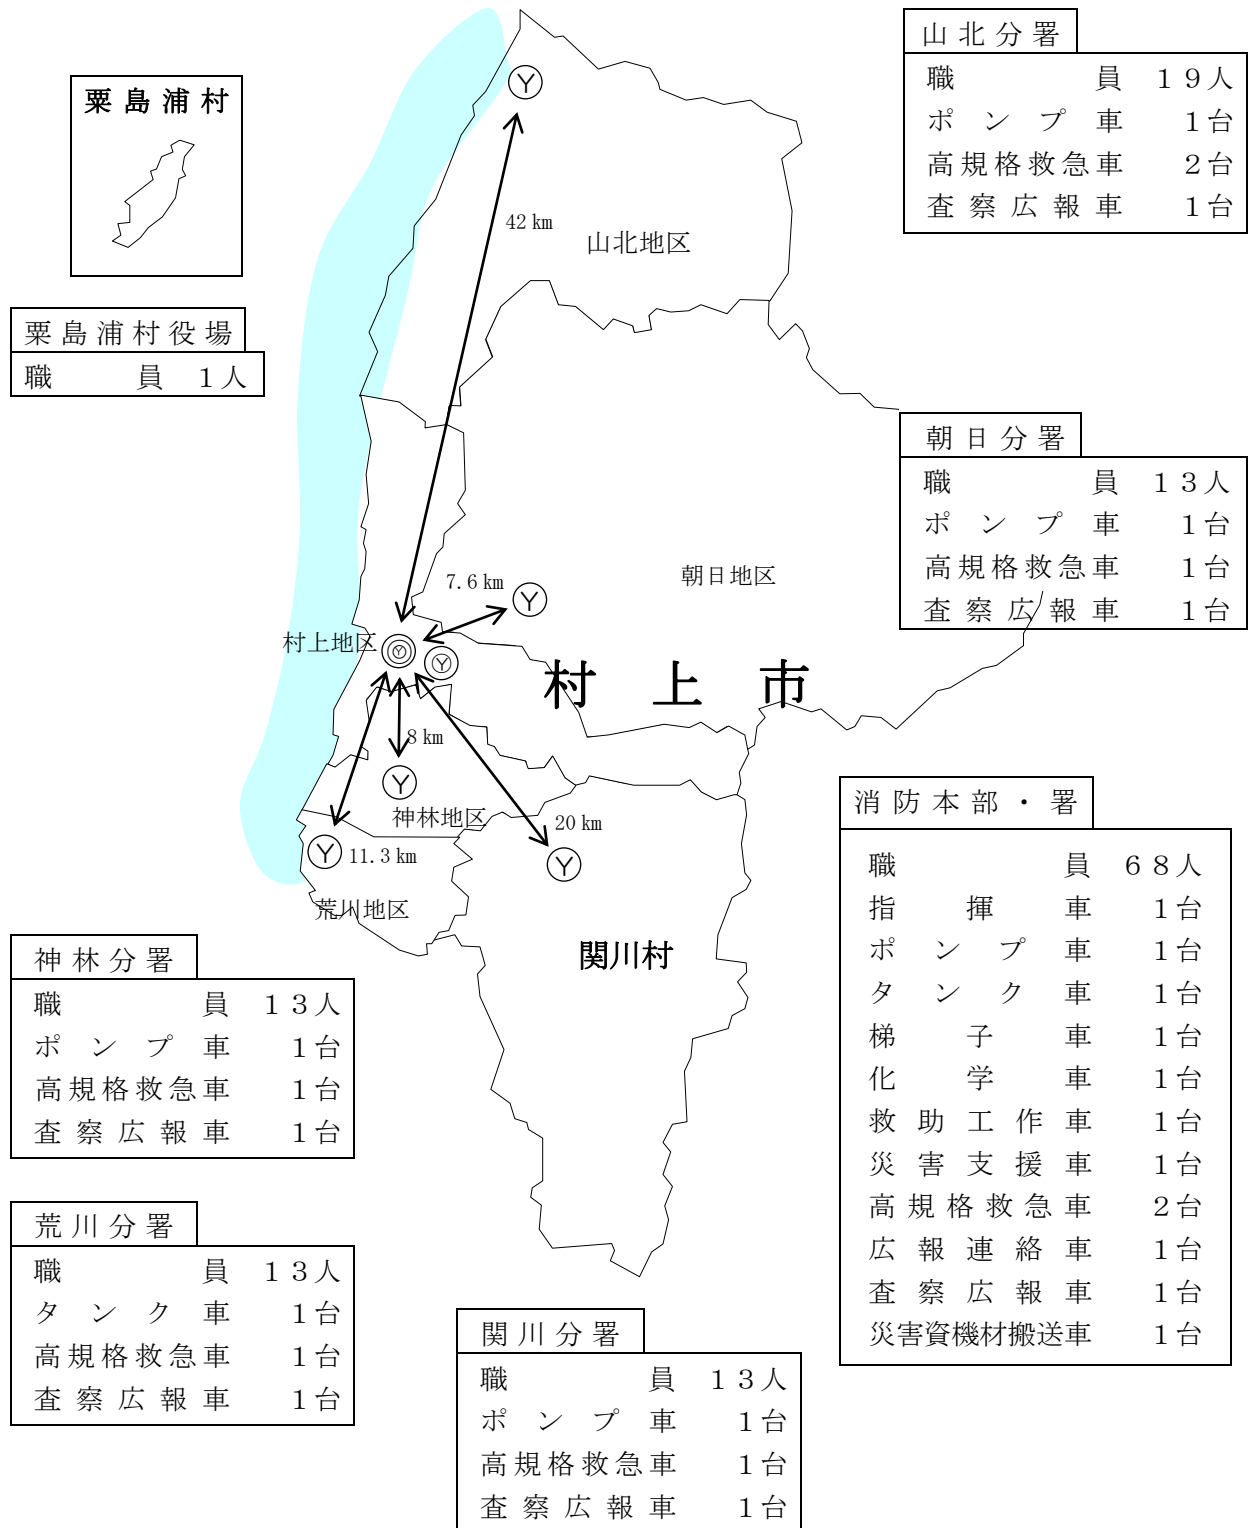 粟島浦村
粟島浦村役場
職員 1人
山北分署
職員 19人
ポンプ車 1台
高規格救急車 2台
査察広報車 1台
42㎞
山北地区
朝日分署
職員 13人
ポンプ車 1台
高規格救急車 1台
査察広報車 1台
7.6㎞
朝日地区
村上地区
村上市
8㎞
神林地区
20㎞
11.3㎞
荒川地区
関川村
消防本部・署
職員 68人
指揮車 1台
ポンプ車 1台
タンク車 1台
梯子車 1台
化学車 1台
救助工作車 1台
災害支援車 1台
高規格救急車 2台
広報連絡車 1台
査察広報車 1台
災害資機材搬送車 1台
神林分署
職員 13人
ポンプ車 1台
高規格救急車 1台
査察広報車 1台
荒川分署
職員 13人
タンク車 1台
高規格救急車 1台
査察広報車 1台
関川分署
職員 13人
ポンプ車 1台
高規格救急車 1台
査察広報車 1台